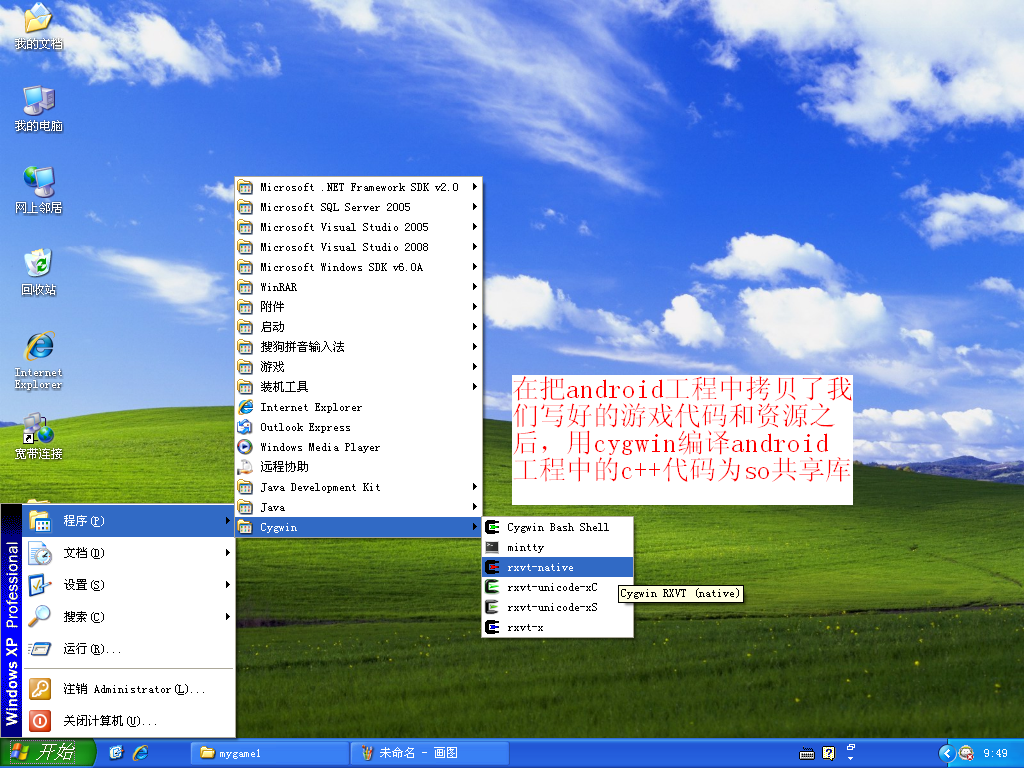 我的文档
我的电脑
网上邻居
回收站
Internet
Explorer
宽带连接
Microsoft .NET Framework SDK v2.0
Microsoft SQL Server 2005
Microsoft Visual Studio 2005
Microsoft Visual Studio 2008
Microsoft Windows SDK v6.0A
WinRAR
附件
启动
搜狗拼音输入法
游戏
装机工具
Internet Explorer
Outlook Express
Windows Media Player
远程协助
Java Development Kit
Java
Cygwin
在把android工程中拷贝了我
们写好的游戏代码和资源之
后，用cygwin编译android
工程中的c++代码为so共享库
Cygwin Bash Shell
mintty
rxvt-native
rxvt-unicode-xC
rxvt-unicode-xS
rxvt-x
Cygwin RXVT (native)
Windows XP Professional
程序(P)
文档(D)
设置(S)
搜索(C)
运行(R)...
注销 Administrator(L)...
关闭计算机(U)...
开始
mygame1
未命名 - 画图
9:49